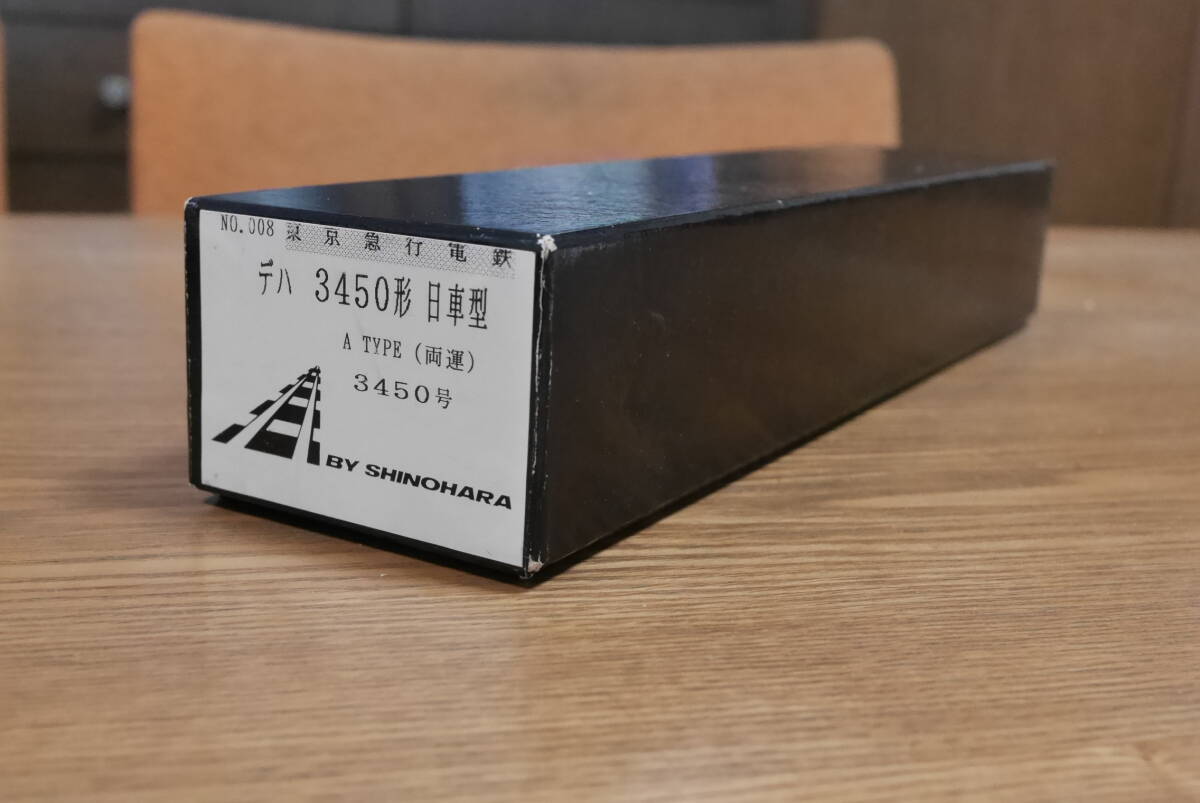 NO.008 東京急行電鉄
デハ 3450形 日車型
A TYPE (両運)
3450号
BY SHINOHARA